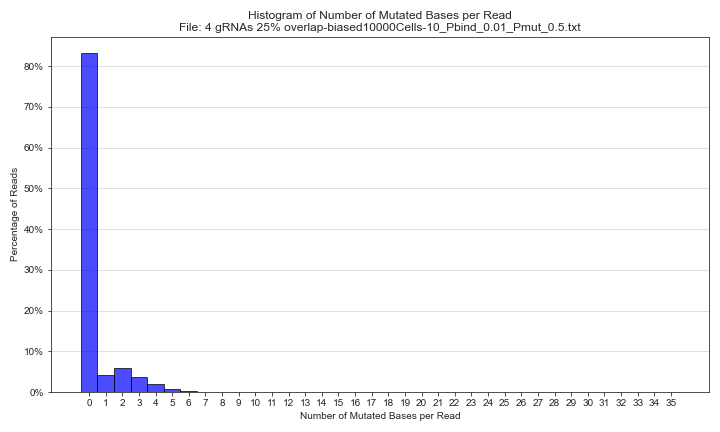 Histogram of Number of Mutated Bases per Read
File: 4 gRNAs 25% overlap-biased10000Cells-10_Pbind_0.01_Pmut_0.5.txt
80%
70%
60%
50%
40%
30%
20%
10%
0%
Percentage of Reads
0 1 2 3 4 5 6 7 8 9 10 11 12 13 14 15 16 17 18 19 20 21 22 23 24 25 26 27 28 29 30 31 32 33 34 35
Number of Mutated Bases per Read